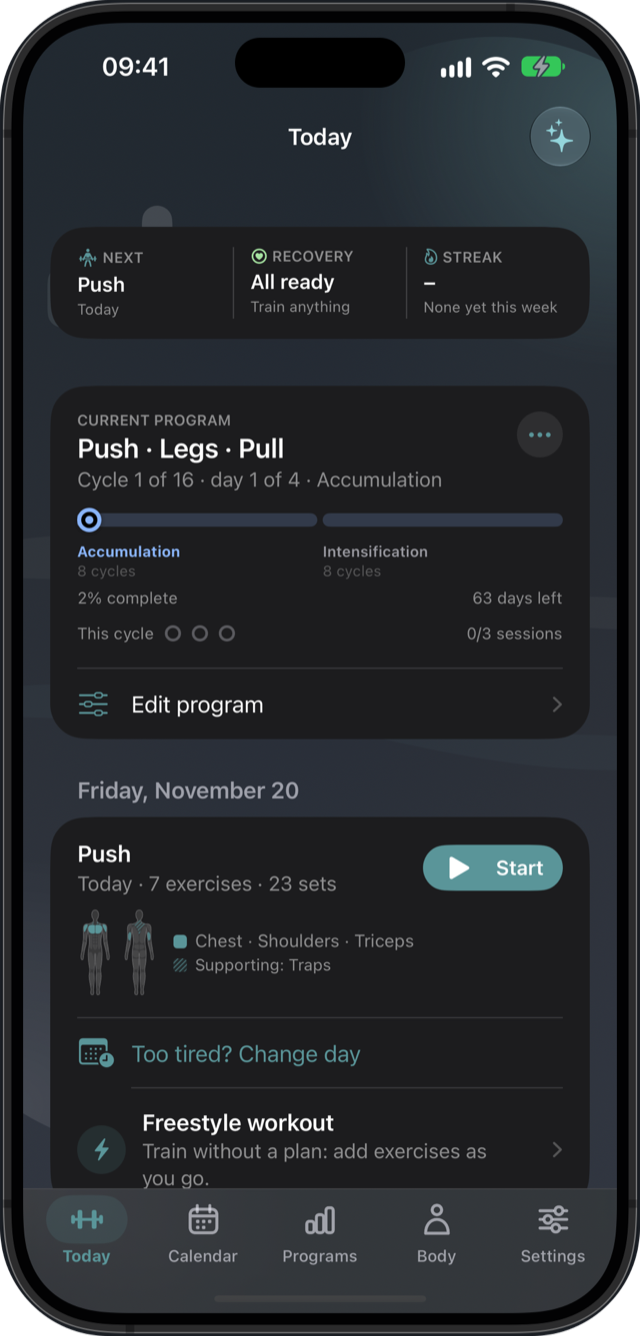 09:41
Today
NEXT
Push
Today
RECOVERY
All ready
Train anything
STREAK
–
None yet this week
CURRENT PROGRAM
Push · Legs · Pull
Cycle 1 of 16 · day 1 of 4 · Accumulation
Accumulation
8 cycles
Intensification
8 cycles
2% complete
63 days left
This cycle
0/3 sessions
Edit program
Friday, November 20
Push
Today · 7 exercises · 23 sets
Start
Chest · Shoulders · Triceps
Supporting: Traps
Too tired? Change day
Freestyle workout
Train without a plan: add exercises as
you go.
Today
Calendar
Programs
Body
Settings